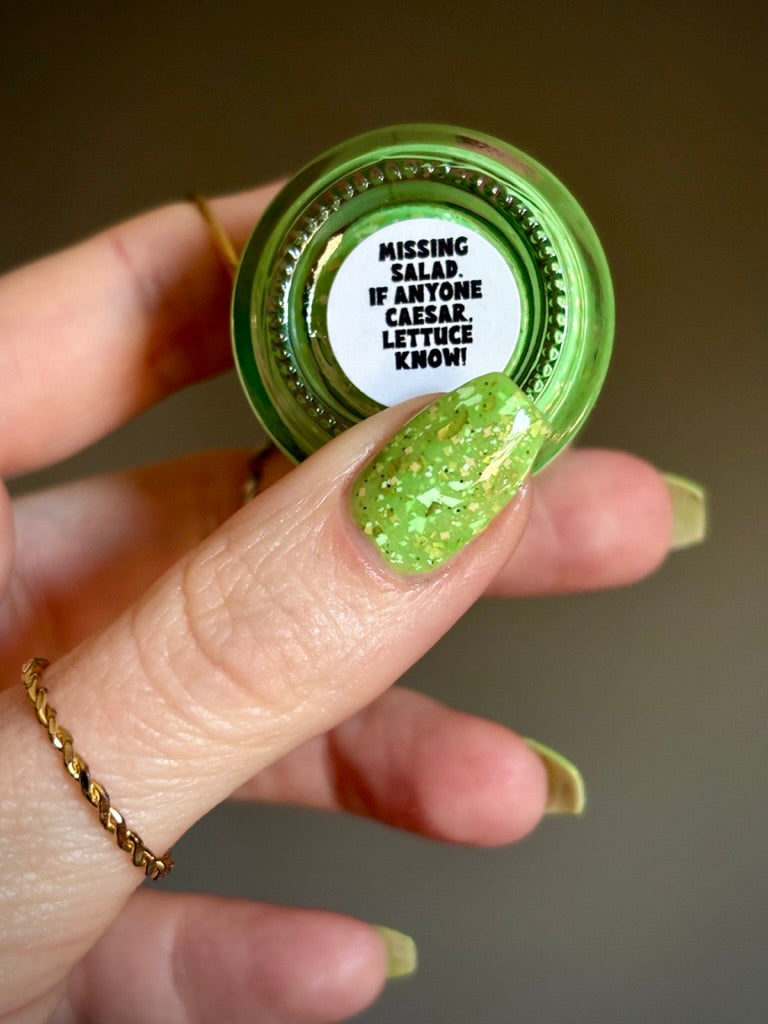 MISSING
SALAD.
IF ANYONE
CAESAR,
LETTUCE
KNOW!